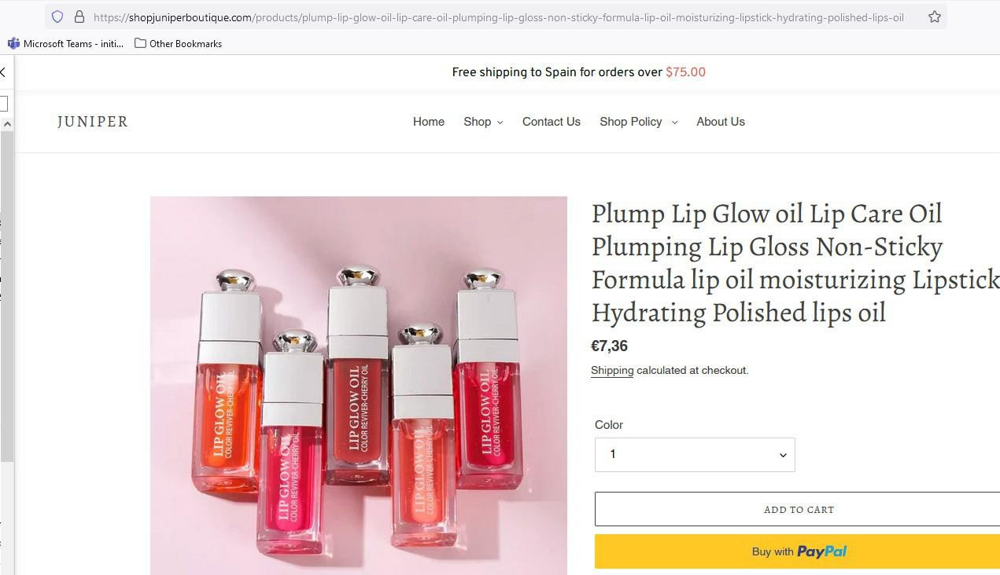 https://shopjuniperboutique.com/products/plump-lip-glow-oil-lip-care-oil-plumping-lip-gloss-non-sticky-formula-lip-oil-moisturizing-lipstick-hydrating-polished-lips-oil
Microsoft Teams - initi... Other Bookmarks
Free shipping to Spain for orders over $75.00
JUNIPER Home Shop Contact Us Shop Policy About Us
Plump Lip Glow oil Lip Care Oil
Plumping Lip Gloss Non-Sticky
Formula lip oil moisturizing Lipstick
Hydrating Polished lips oil
€7,36
Shipping calculated at checkout.
Color
1
ADD TO CART
Buy with PayPal
LIP GLOW OIL
COLOR REVIVER-CHERRY OIL
LIP GLOW OIL
COLOR REVIVER-CHERRY OIL
LIP GLOW OIL
COLOR REVIVER-CHERRY OIL
LIP GLOW OIL
COLOR REVIVER-CHERRY OIL
LIP GLOW OIL
COLOR REVIVER-CHERRY OIL